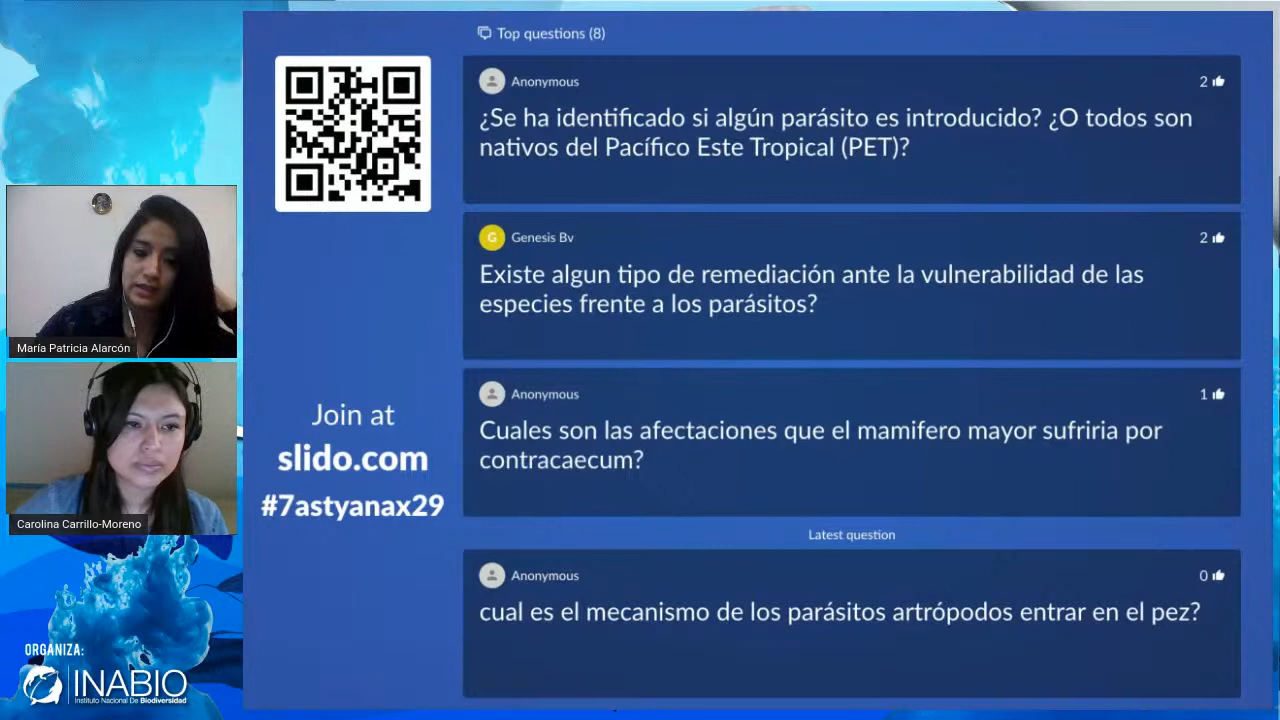 Top questions (8)
Anonymous
2
¿Se ha identificado si algún parásito es introducido? ¿O todos son
nativos del Pacífico Este Tropical (PET)?
G
Genesis Bv
2
Existe algun tipo de remediación ante la vulnerabilidad de las
especies frente a los parásitos?
Anonymous
1
Cuales son las afectaciones que el mamifero mayor sufriria por
contracaecum?
Latest question
Anonymous
0
cual es el mecanismo de los parásitos artrópodos entrar en el pez?
Join at
slido.com
#7astyanax29
María Patricia Alarcón
Carolina Carrillo-Moreno
ORGANIZA:
INABIO
Instituto Nacional De Biodiversidad